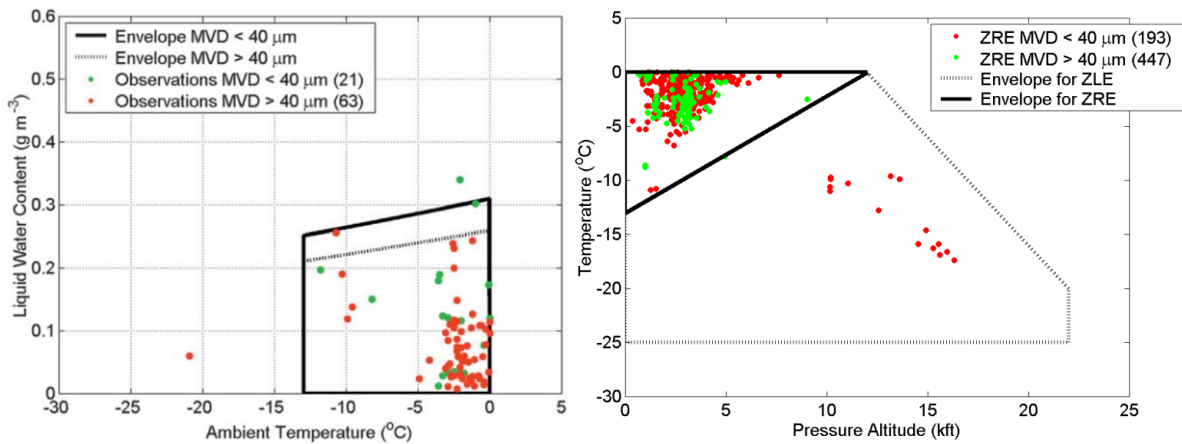 0.6
0.5
0.4
0.3
0.2
0.1
0
Liquid Water Content (g m-3)
Envelope MVD < 40 µm
Envelope MVD > 40 µm
Observations MVD < 40 µm (21)
Observations MVD > 40 µm (63)
-30 -25 -20 -15 -10 -5 0 5
Ambient Temperature (oC)
5
0
-5
-10
-15
-20
-25
-30
Temperature (oC)
ZRE MVD < 40 µm (193)
ZRE MVD > 40 µm (447)
Envelope for ZLE
Envelope for ZRE
0 5 10 15 20 25
Pressure Altitude (kft)